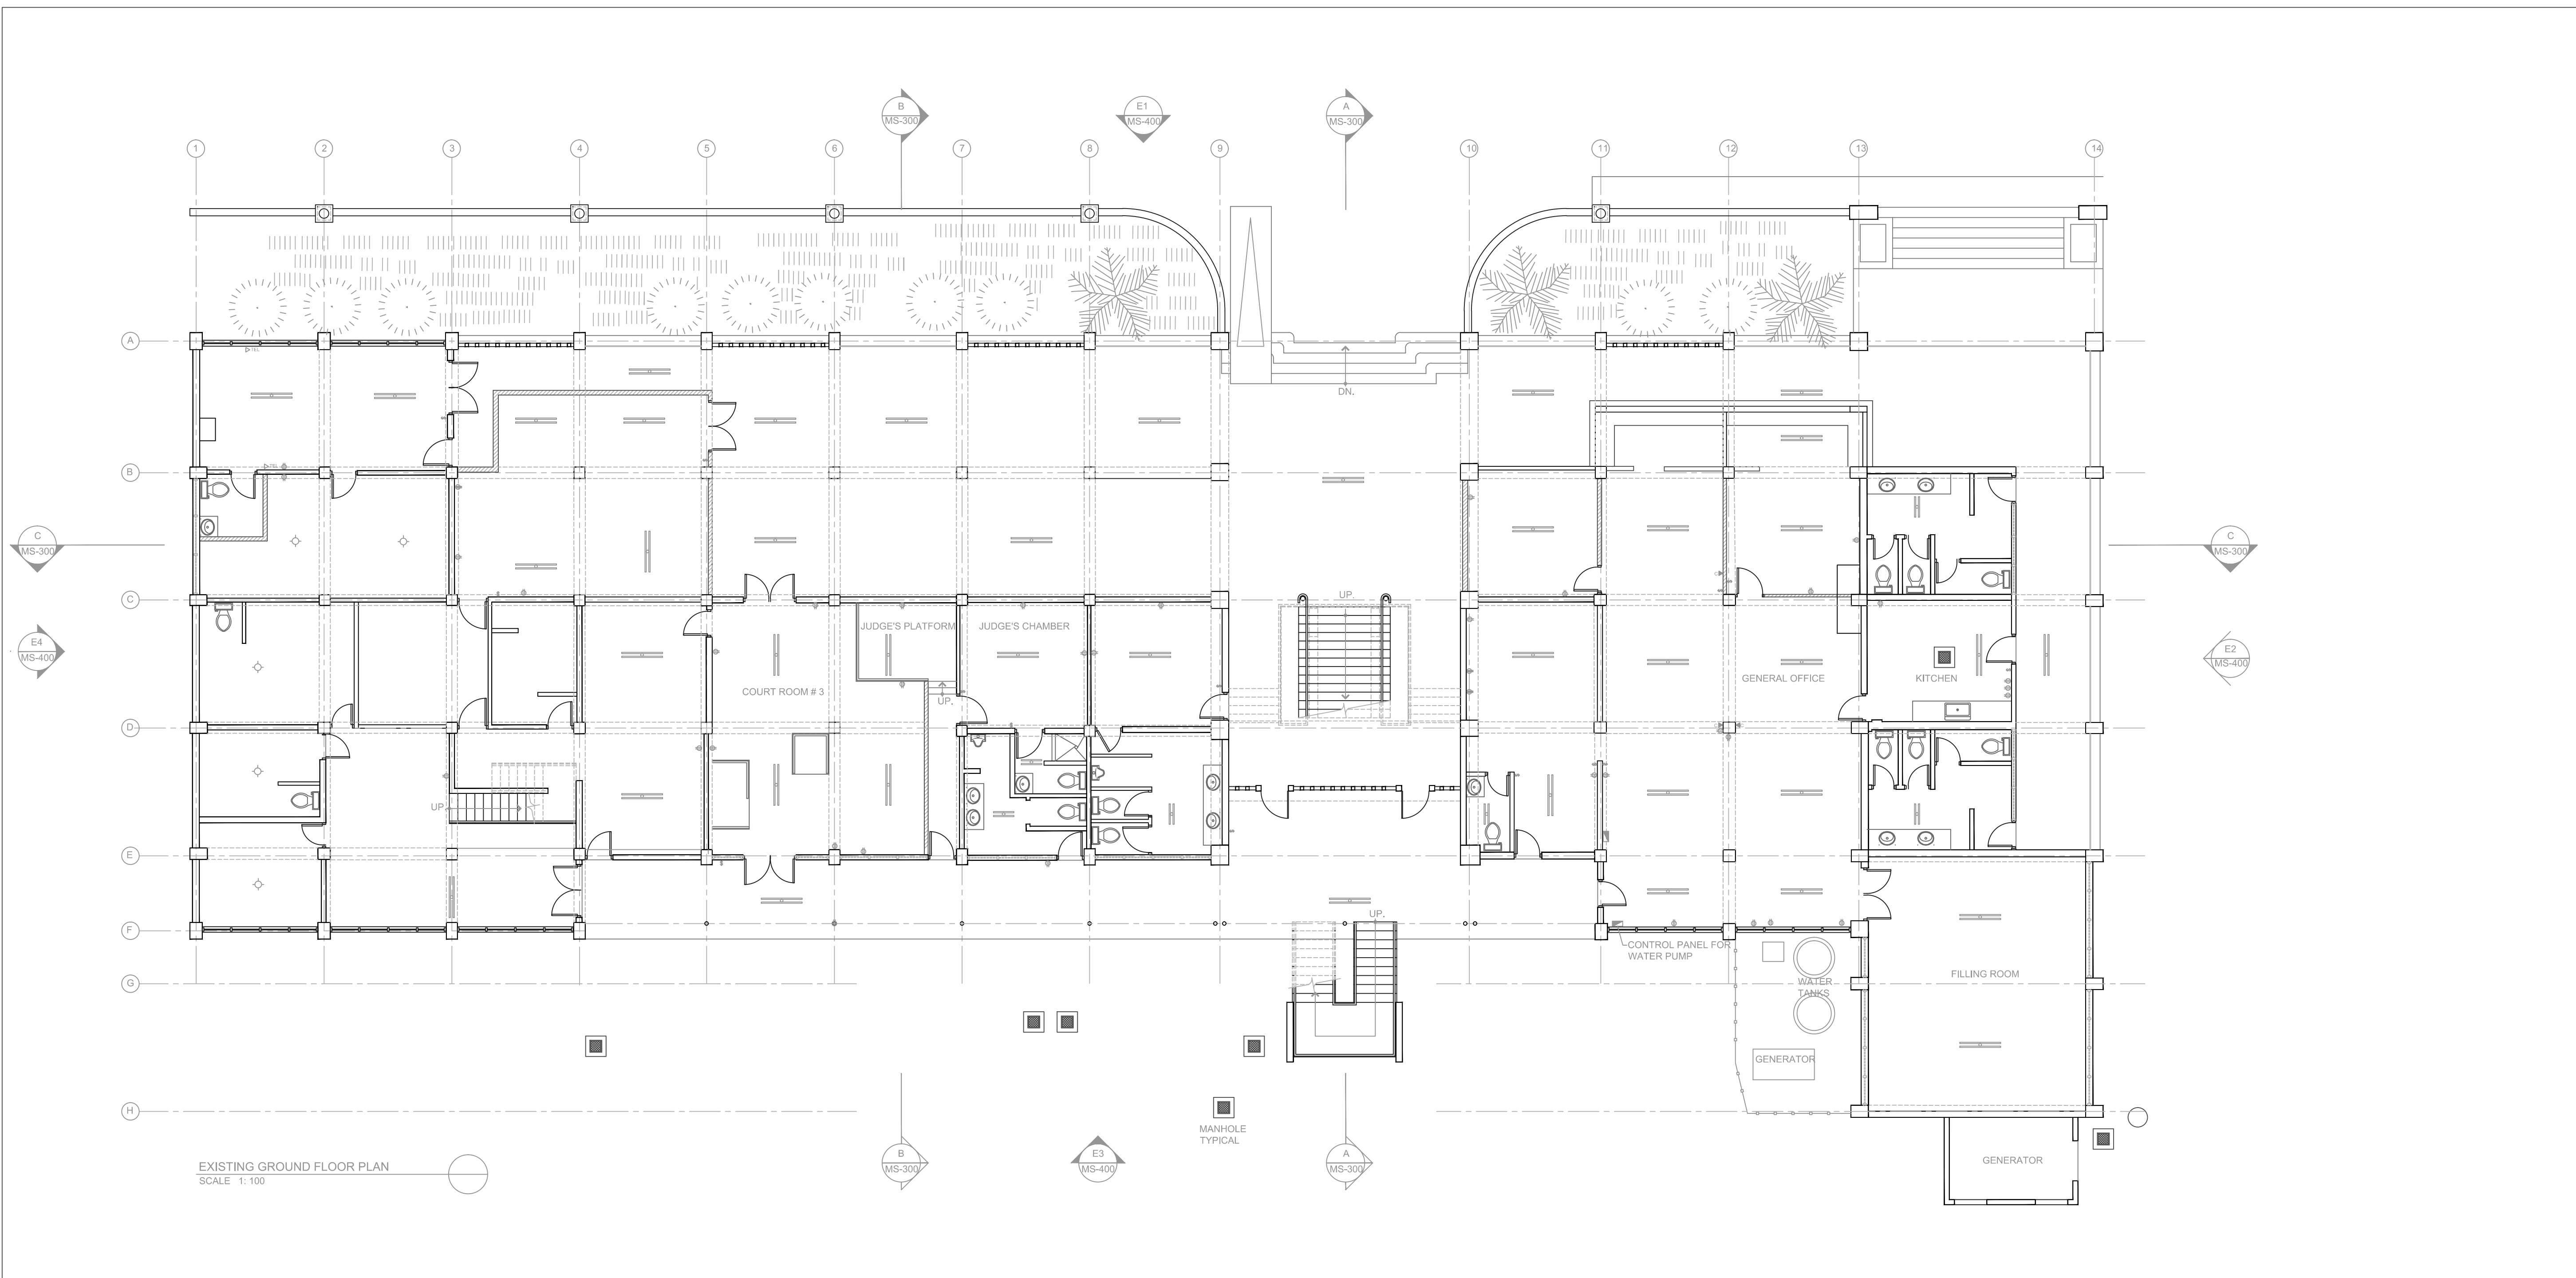 B
MS-300
E1
MS-400
A
MS-300
1
2
3
4
5
6
7
8
9
10
11
12
13
14
A
TEL.
DN.
B
TEL.
C
MS-300
C
MS-300
C
UP.
E4
MS-400
JUDGE'S PLATFORM
JUDGE'S CHAMBER
E2
MS-400
COURT ROOM # 3
UP.
GENERAL OFFICE
KITCHEN
D
UP.
E
F
UP.
CONTROL PANEL FOR
WATER PUMP
FILLING ROOM
G
WATER
TANKS
GENERATOR
H
MANHOLE
TYPICAL
B
MS-300
E3
MS-400
A
MS-300
GENERATOR
EXISTING GROUND FLOOR PLAN
SCALE 1: 100